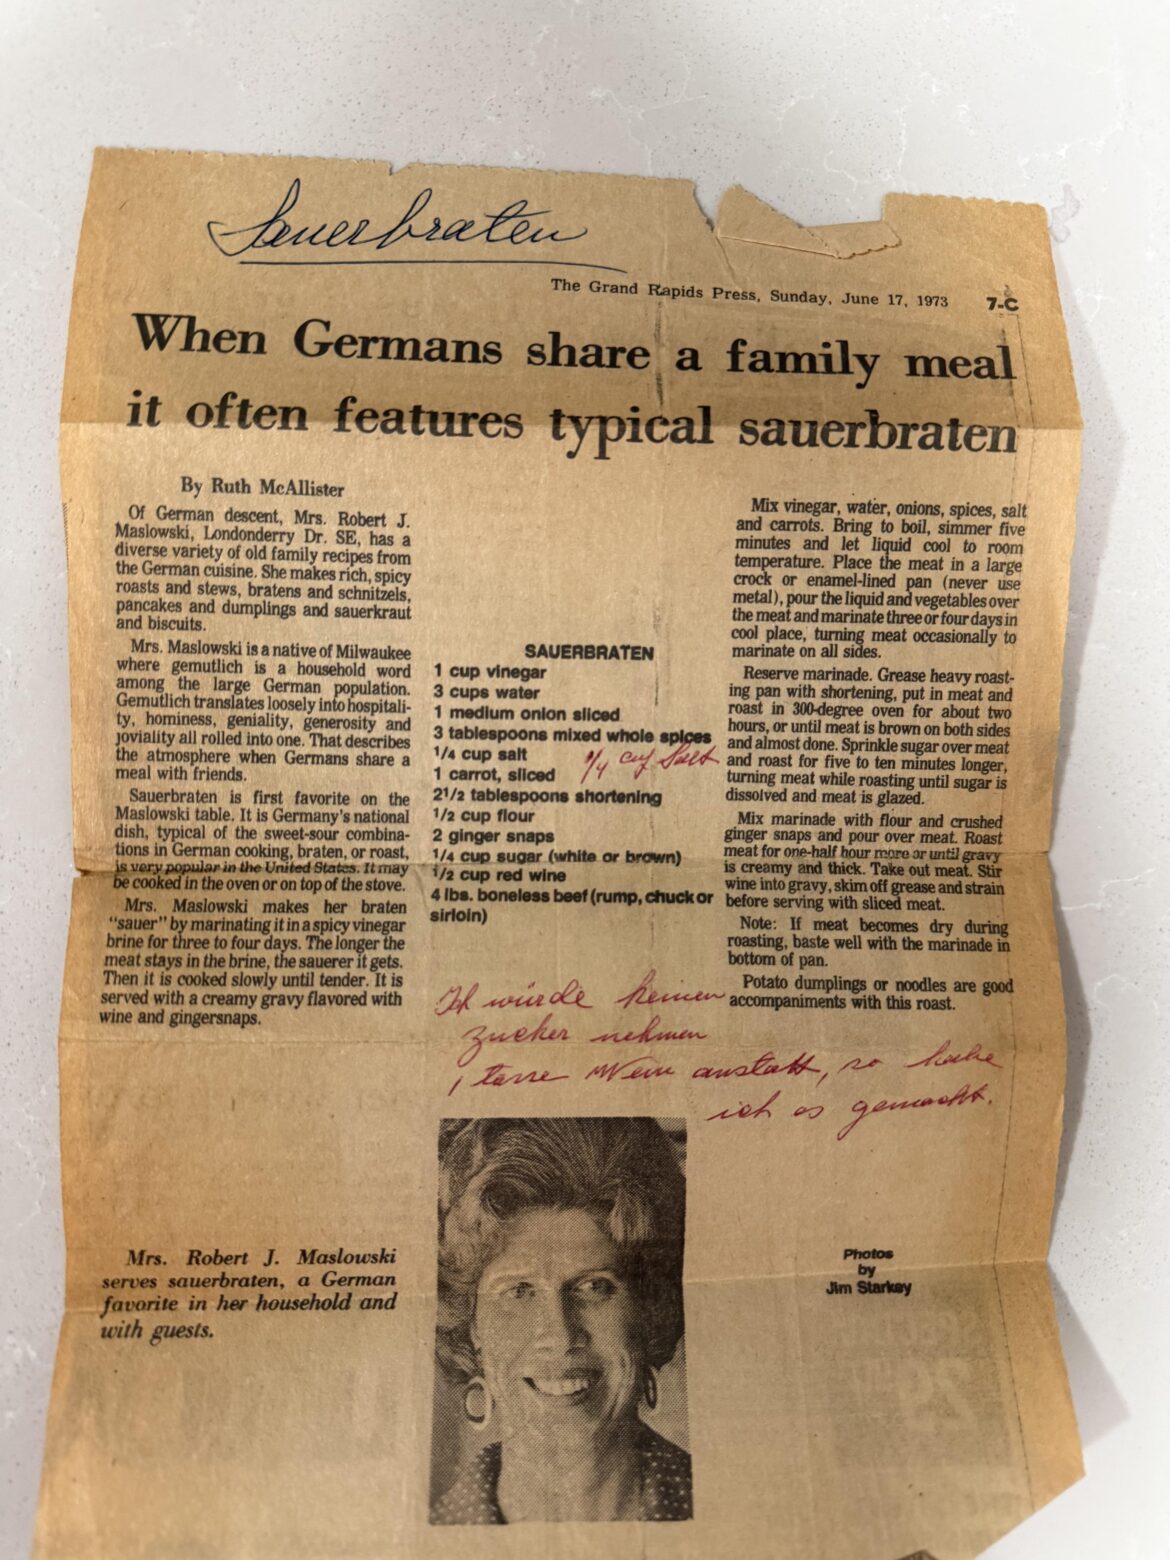 Sauerbraten
The Grand Rapids Press, Sunday, June 17, 1973 7-C
When Germans share a family meal
it often features typical sauerbraten
By Ruth McAllister
Of German descent, Mrs. Robert J.
Maslowski, Londonderry Dr. SE, has a
diverse variety of old family recipes from
the German cuisine. She makes rich, spicy
roasts and stews, bratens and schnitzels,
pancakes and dumplings and sauerkraut
and biscuits.
Mrs. Maslowski is a native of Milwaukee
where gemutlich is a household word
among the large German population.
Gemutlich translates loosely into hospitali-
ty, hominess, geniality, generosity and
joviality all rolled into one. That describes
the atmosphere when Germans share a
meal with friends.
Sauerbraten is first favorite on the
Maslowski table. It is Germany's national
dish, typical of the sweet-sour combina-
tions in German cooking, braten, or roast,
is very popular in the United States. It may
be cooked in the oven or on top of the stove.
Mrs. Maslowski makes her braten
"sauer" by marinating it in a spicy vinegar
brine for three to four days. The longer the
meat stays in the brine, the sauerer it gets.
Then it is cooked slowly until tender. It is
served with a creamy gravy flavored with
wine and gingersnaps.
SAUERBRATEN
1 cup vinegar
3 cups water
1 medium onion sliced
3 tablespoons mixed whole spices
1/4 cup salt
1/4 cup Salt
1 carrot, sliced
2 1/2 tablespoons shortening
1/2 cup flour
2 ginger snaps
1/4 cup sugar (white or brown)
1/2 cup red wine
4 lbs. boneless beef (rump, chuck or
sirloin)
Ich würde keinen
zucker nehmen
1 tasse Wein anstatt, so habe
ich es gemacht.
Mix vinegar, water, onions, spices, salt
and carrots. Bring to boil, simmer five
minutes and let liquid cool to room
temperature. Place the meat in a large
crock or enamel-lined pan (never use
metal), pour the liquid and vegetables over
the meat and marinate three or four days in
cool place, turning meat occasionally to
marinate on all sides.
Reserve marinade. Grease heavy roast-
ing pan with shortening, put in meat and
roast in 300-degree oven for about two
hours, or until meat is brown on both sides
and almost done. Sprinkle sugar over meat
and roast for five to ten minutes longer,
turning meat while roasting until sugar is
dissolved and meat is glazed.
Mix marinade with flour and crushed
ginger snaps and pour over meat. Roast
meat for one-half hour more or until gravy
is creamy and thick. Take out meat. Stir
wine into gravy, skim off grease and strain
before serving with sliced meat.
Note: If meat becomes dry during
roasting, baste well with the marinade in
bottom of pan.
Potato dumplings or noodles are good
accompaniments with this roast.
Mrs. Robert J. Maslowski
serves sauerbraten, a German
favorite in her household and
with guests.
Photos
by
Jim Starkey